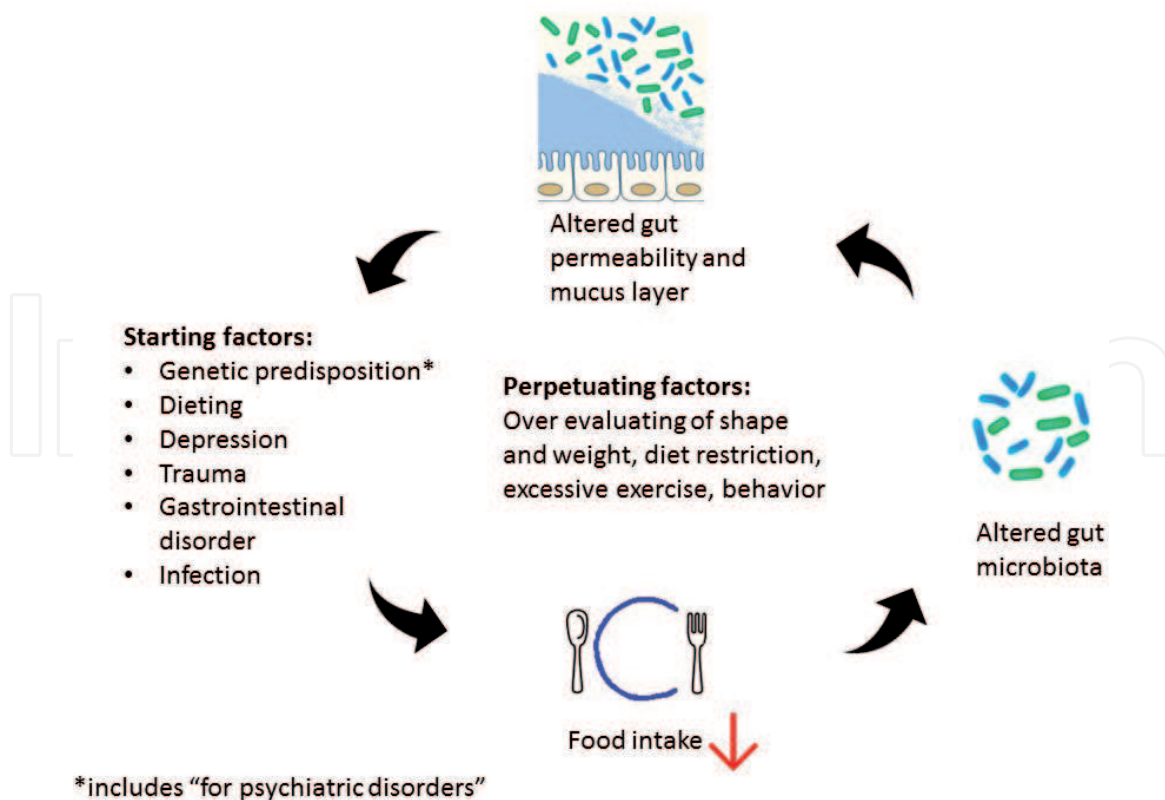 Altered gut
permeability and
mucus layer
Starting factors:
• Genetic predisposition*
• Dieting
• Depression
• Trauma
• Gastrointestinal
disorder
• Infection
Perpetuating factors:
Over evaluating of shape
and weight, diet restriction,
excessive exercise, behavior
Altered gut
microbiota
Food intake
*includes “for psychiatric disorders”